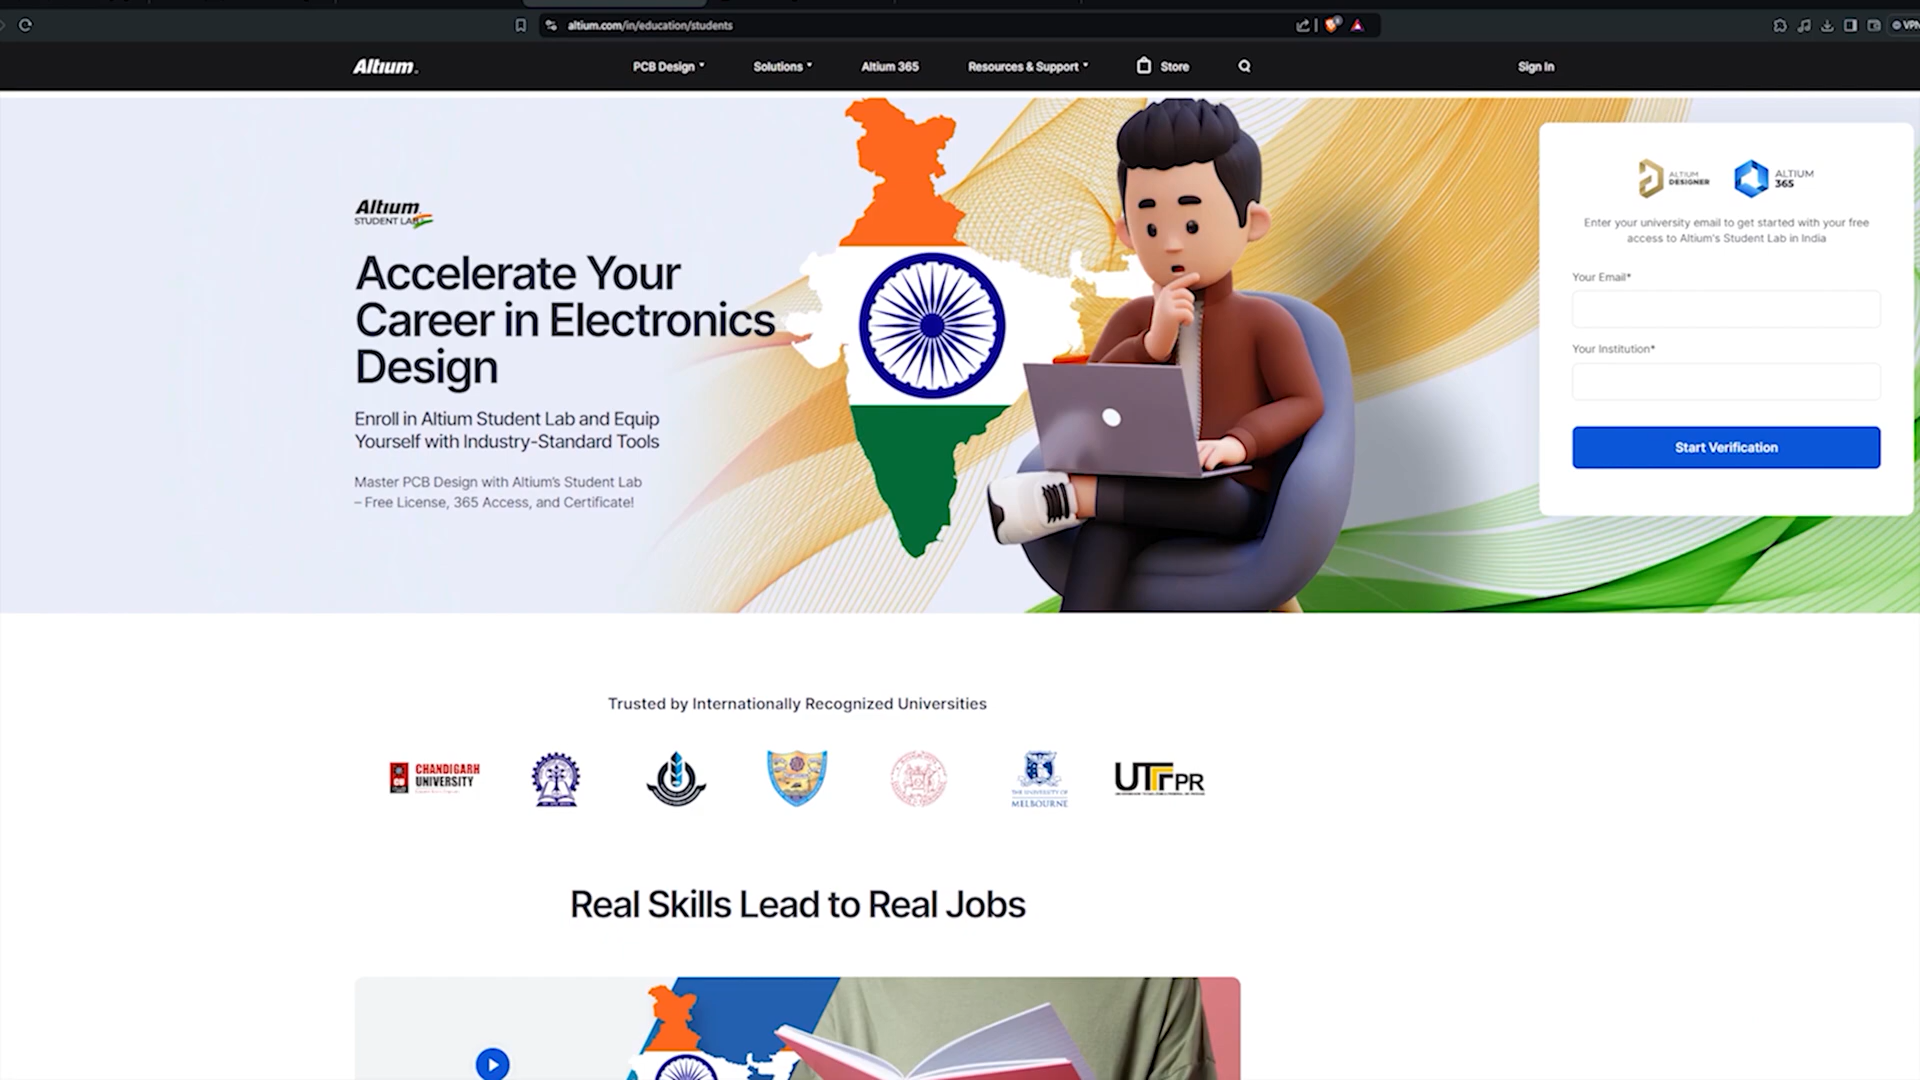 altium.com/in/education/students
VPN
Altium
PCB Design
Solutions
Altium 365
Resources & Support
Store
Sign In
Altium
STUDENT LAB
Accelerate Your
Career in Electronics
Design
Enroll in Altium Student Lab and Equip
Yourself with Industry-Standard Tools
Master PCB Design with Altium's Student Lab
– Free License, 365 Access, and Certificate!
ALTIUM
DESIGNER
ALTIUM
365
Enter your university email to get started with your free
access to Altium's Student Lab in India
Your Email*
Your Institution*
Start Verification
Trusted by Internationally Recognized Universities
CHANDIGARH
UNIVERSITY
THE UNIVERSITY OF
MELBOURNE
UTFPR
Real Skills Lead to Real Jobs